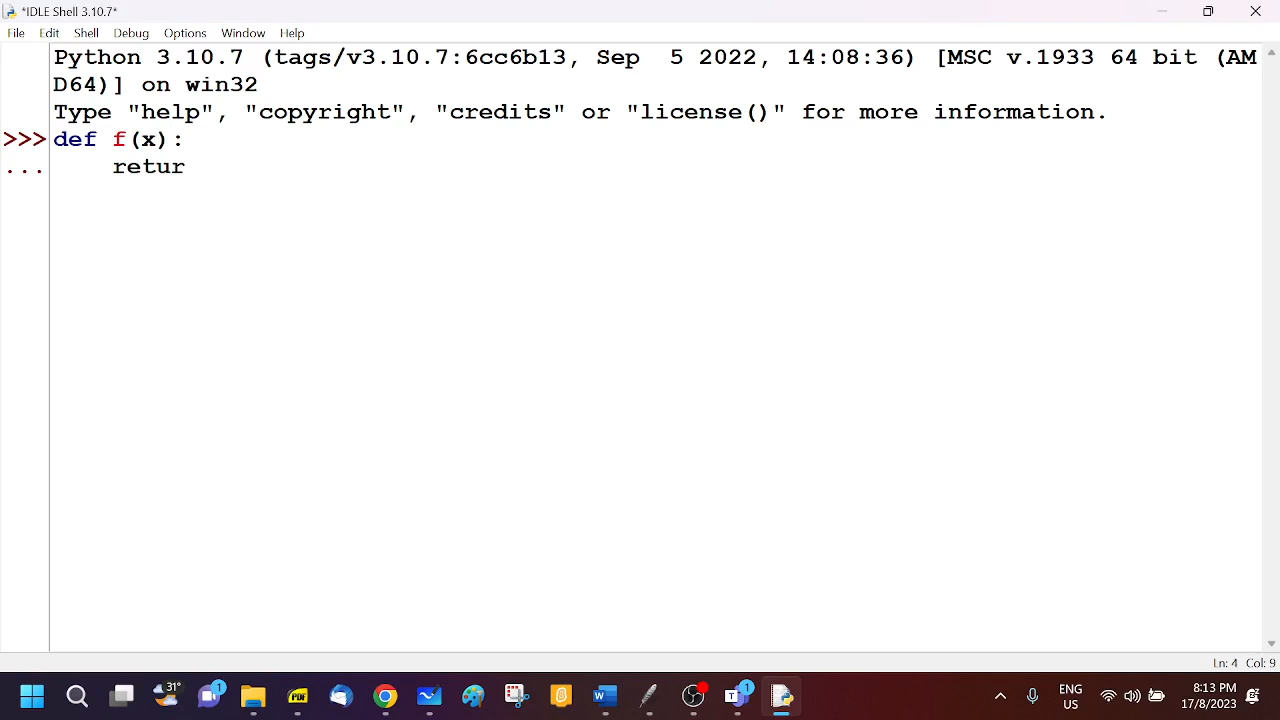 *IDLE Shell 3.10.7*
File Edit Shell Debug Options Window Help
Python 3.10.7 (tags/v3.10.7:6cc6b13, Sep  5 2022, 14:08:36) [MSC v.1933 64 bit (AM
D64)] on win32
Type "help", "copyright", "credits" or "license()" for more information.
>>> def f(x):
...     retur
Ln: 4 Col: 9
31° 1 PDF 1 ENG US 8:13 PM 17/8/2023